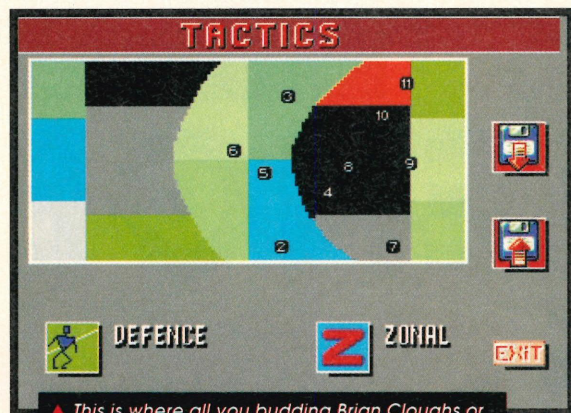 TACTICS
3
11
10
6
5
8
9
4
2
7
DEFENCE
Z ZONAL
EXIT
▲ This is where all you budding Brian Cloughs or